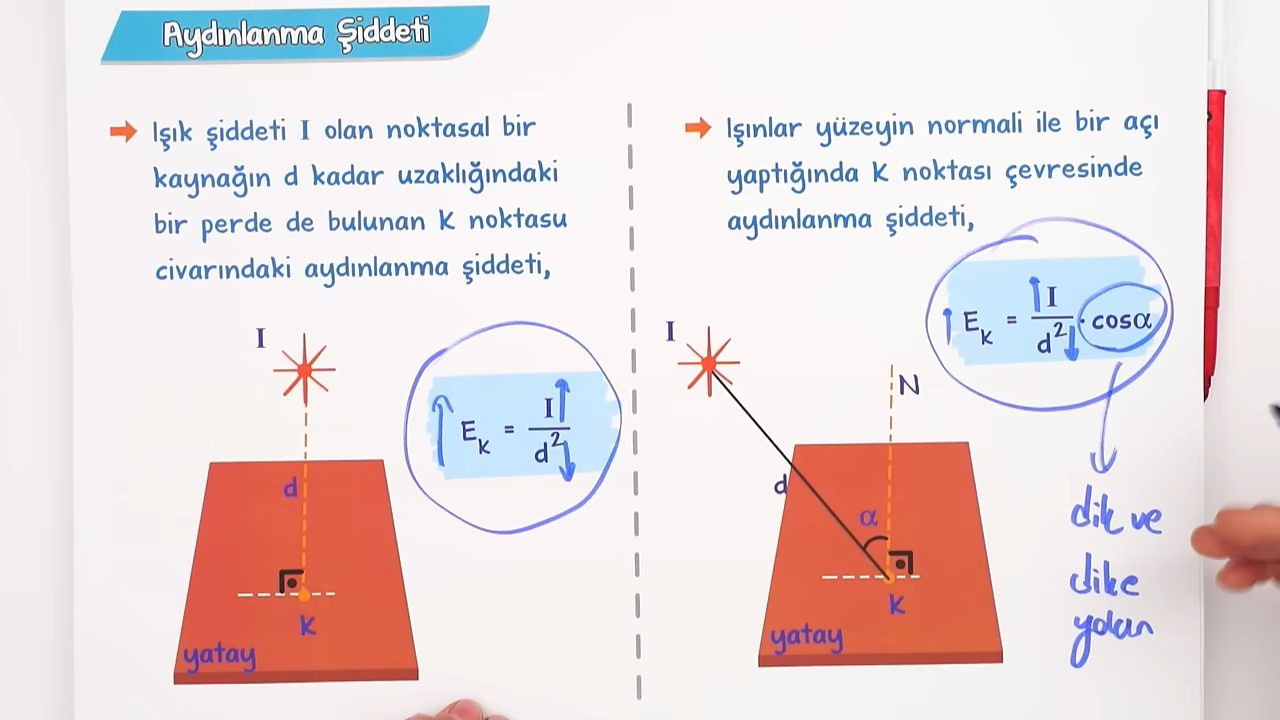 Aydınlanma Şiddeti
Işık şiddeti I olan noktasal bir
kaynağın d kadar uzaklığındaki
bir perde de bulunan K noktasu
civarındaki aydınlanma şiddeti,
I
E_K = I / d²
d
K
yatay
Işınlar yüzeyin normali ile bir açı
yaptığında K noktası çevresinde
aydınlanma şiddeti,
E_K = I / d² · cosα
I
N
d
α
K
yatay
dik ve
dike
yakın